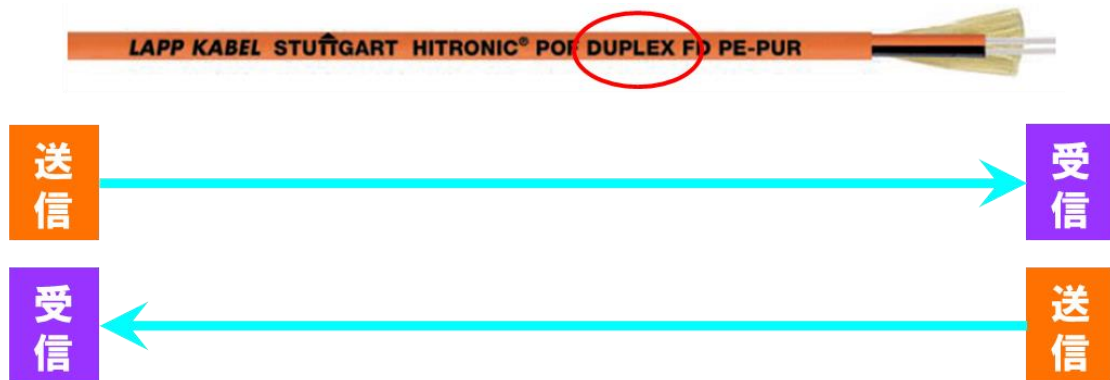 LAPP KABEL STUTTGART HITRONIC® POF DUPLEX FD PE-PUR
送信
受信
受信
送信